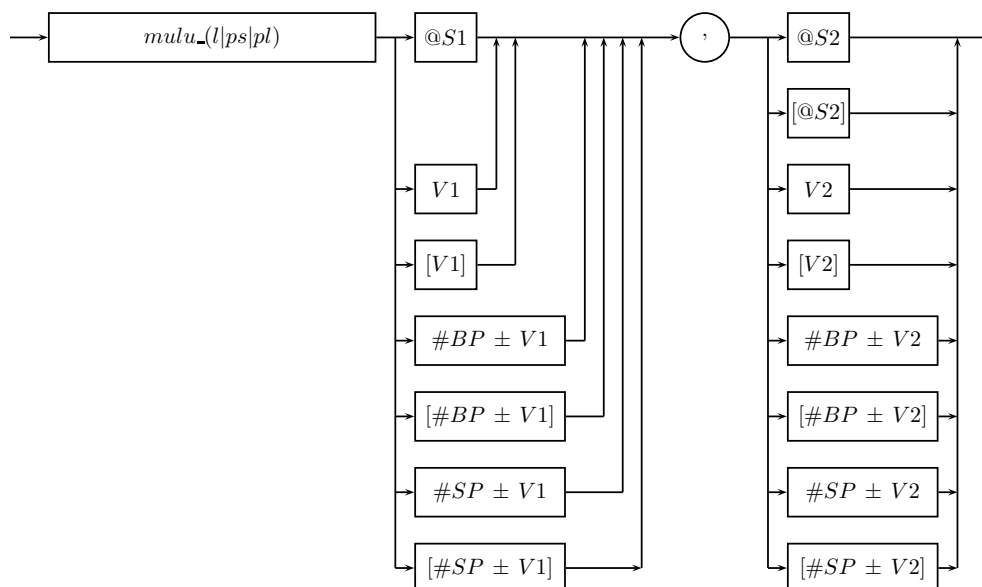 mulu_(l|ps|pl) @S1 , @S2
[@S2]
V1 V2
[V1] [V2]
#BP ± V1 #BP ± V2
[#BP ± V1] [#BP ± V2]
#SP ± V1 #SP ± V2
[#SP ± V1] [#SP ± V2]